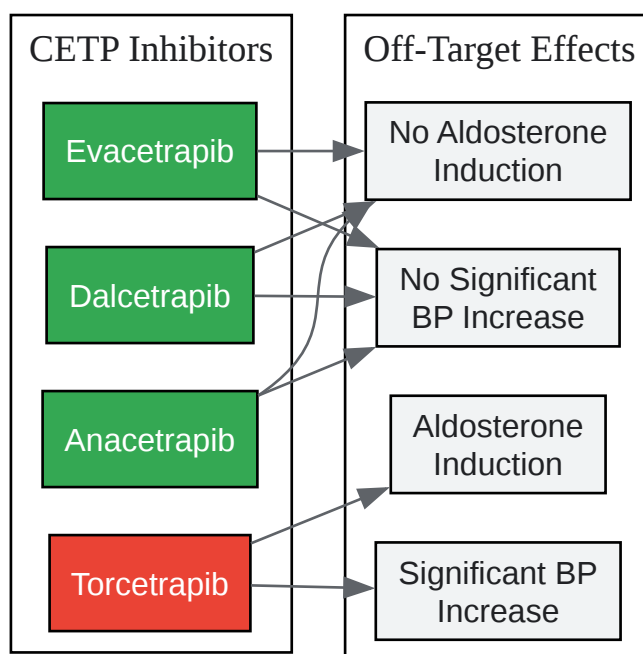 CETP Inhibitors
Evacetrapib
Dalcetrapib
Anacetrapib
Torcetrapib
Off-Target Effects
No Aldosterone
Induction
No Significant
BP Increase
Aldosterone
Induction
Significant BP
Increase